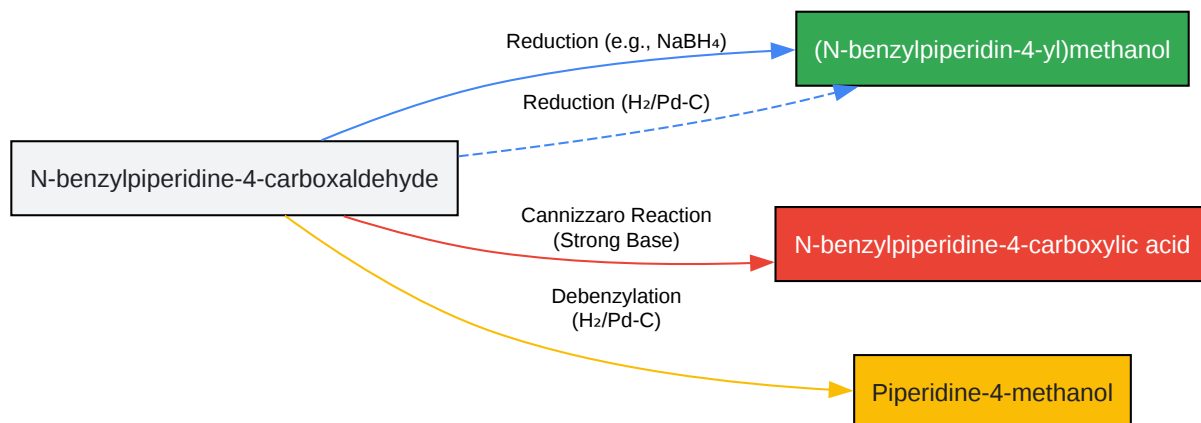 Reduction (e.g., NaBH₄)
(N-benzylpiperidin-4-yl)methanol
Reduction (H₂/Pd-C)
N-benzylpiperidine-4-carboxaldehyde
Cannizzaro Reaction
(Strong Base)
N-benzylpiperidine-4-carboxylic acid
Debenzylation
(H₂/Pd-C)
Piperidine-4-methanol